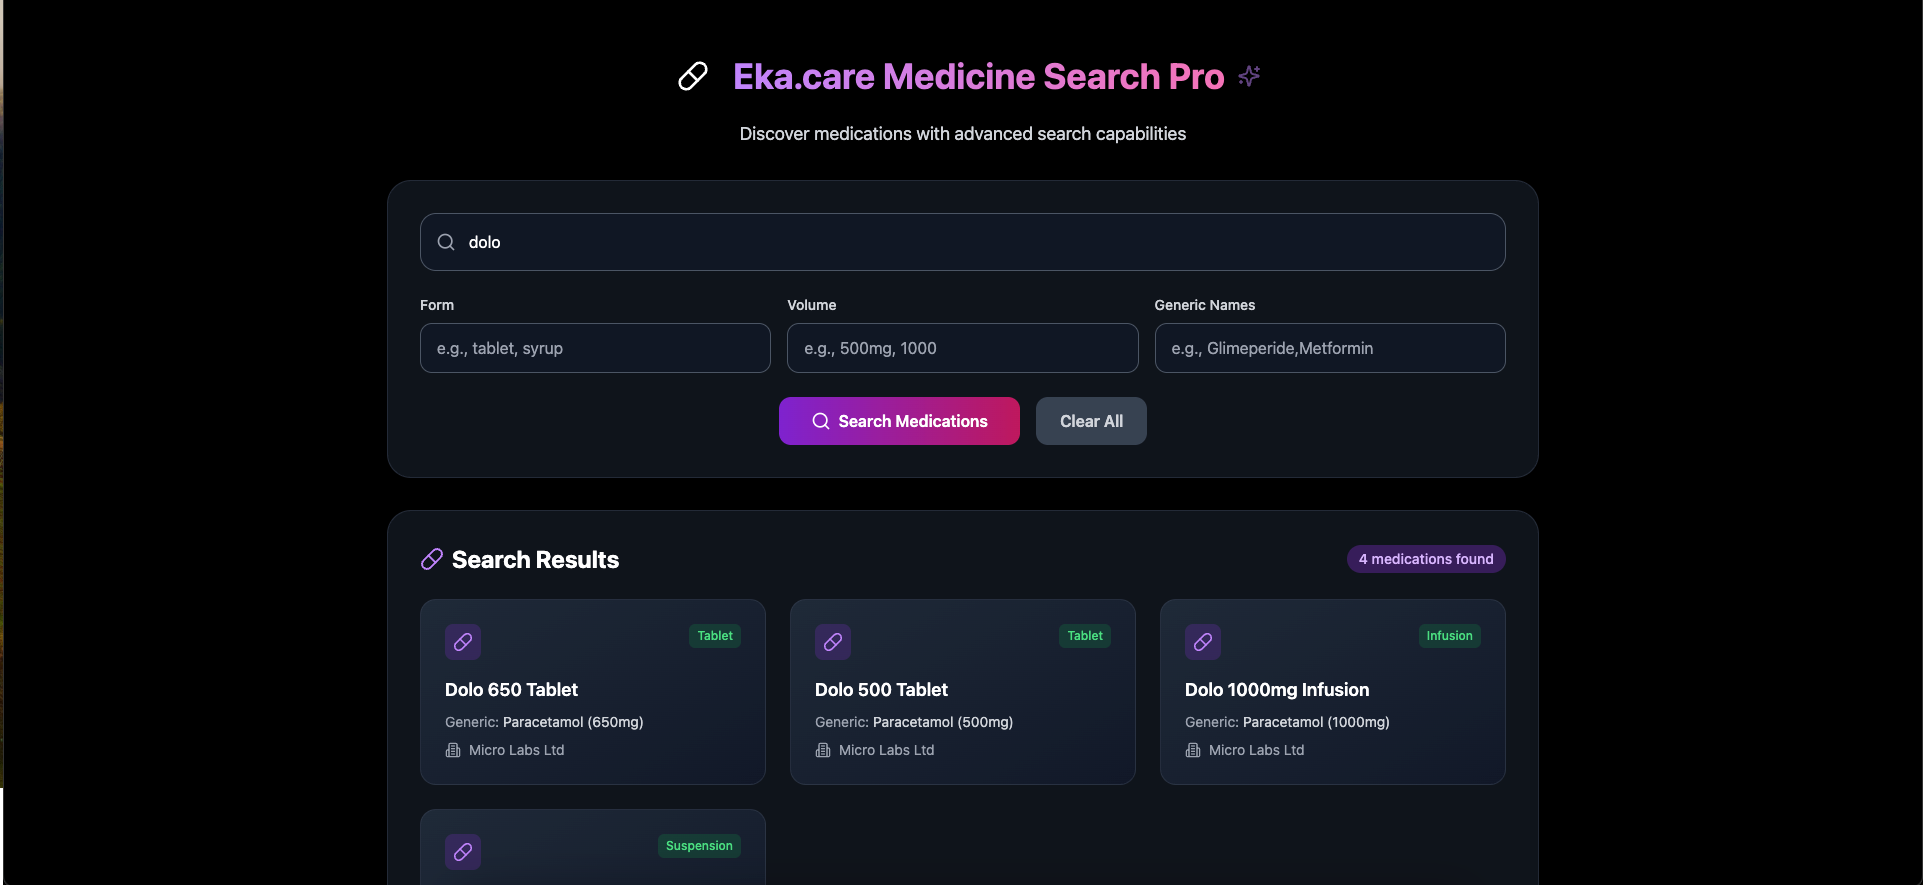 Eka.care Medicine Search Pro
Discover medications with advanced search capabilities
dolo
Form
Volume
Generic Names
e.g., tablet, syrup
e.g., 500mg, 1000
e.g., Glimeperide,Metformin
Search Medications
Clear All
Search Results
4 medications found
Tablet
Dolo 650 Tablet
Generic: Paracetamol (650mg)
Micro Labs Ltd
Tablet
Dolo 500 Tablet
Generic: Paracetamol (500mg)
Micro Labs Ltd
Infusion
Dolo 1000mg Infusion
Generic: Paracetamol (1000mg)
Micro Labs Ltd
Suspension